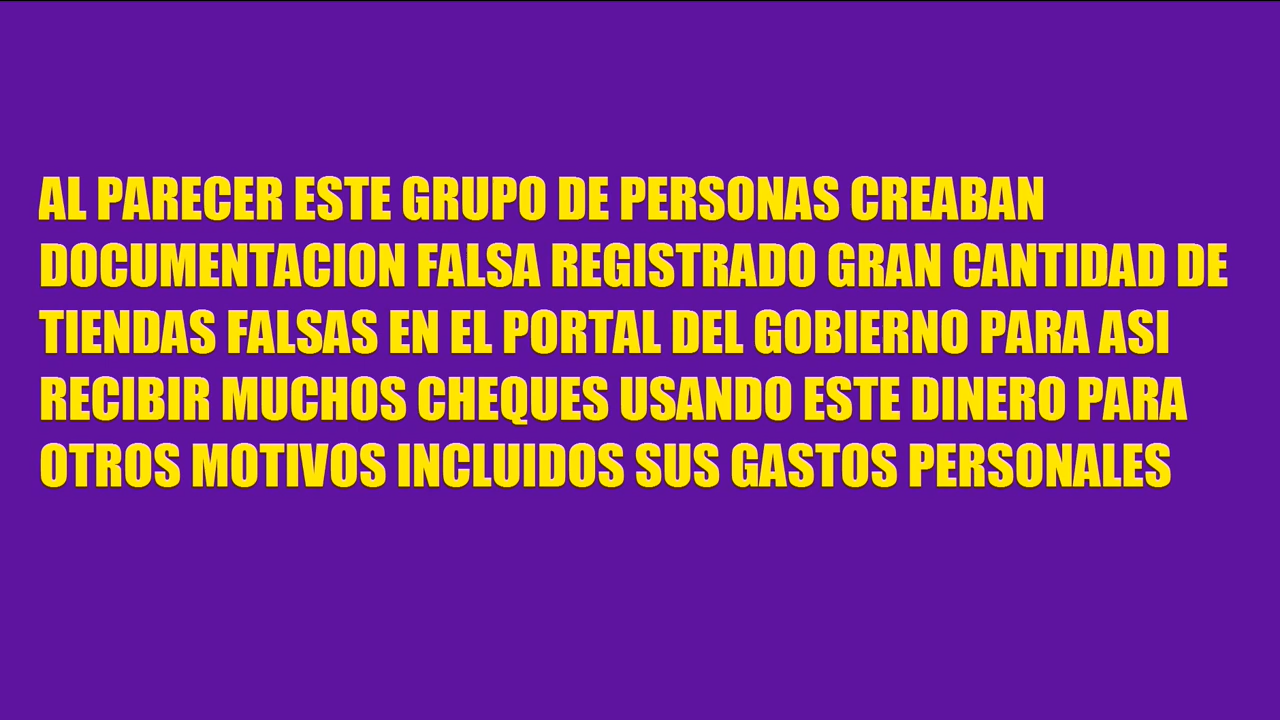 AL PARECER ESTE GRUPO DE PERSONAS CREABAN
DOCUMENTACION FALSA REGISTRADO GRAN CANTIDAD DE
TIENDAS FALSAS EN EL PORTAL DEL GOBIERNO PARA ASI
RECIBIR MUCHOS CHEQUES USANDO ESTE DINERO PARA
OTROS MOTIVOS INCLUIDOS SUS GASTOS PERSONALES